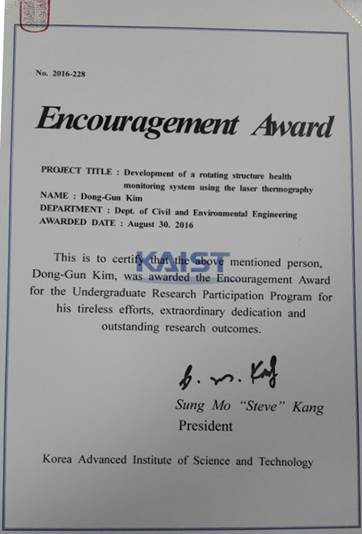 No. 2016-228
Encouragement Award
PROJECT TITLE : Development of a rotating structure health
monitoring system using the laser thermography
NAME : Dong-Gun Kim
DEPARTMENT : Dept. of Civil and Environmental Engineering
AWARDED DATE : August 30. 2016
This is to certify that the above mentioned person,
KAIST
Dong-Gun Kim, was awarded the Encouragement Award
for the Undergraduate Research Participation Program for
his tireless efforts, extraordinary dedication and
outstanding research outcomes.
Sung Mo "Steve" Kang
President
Korea Advanced Institute of Science and Technology